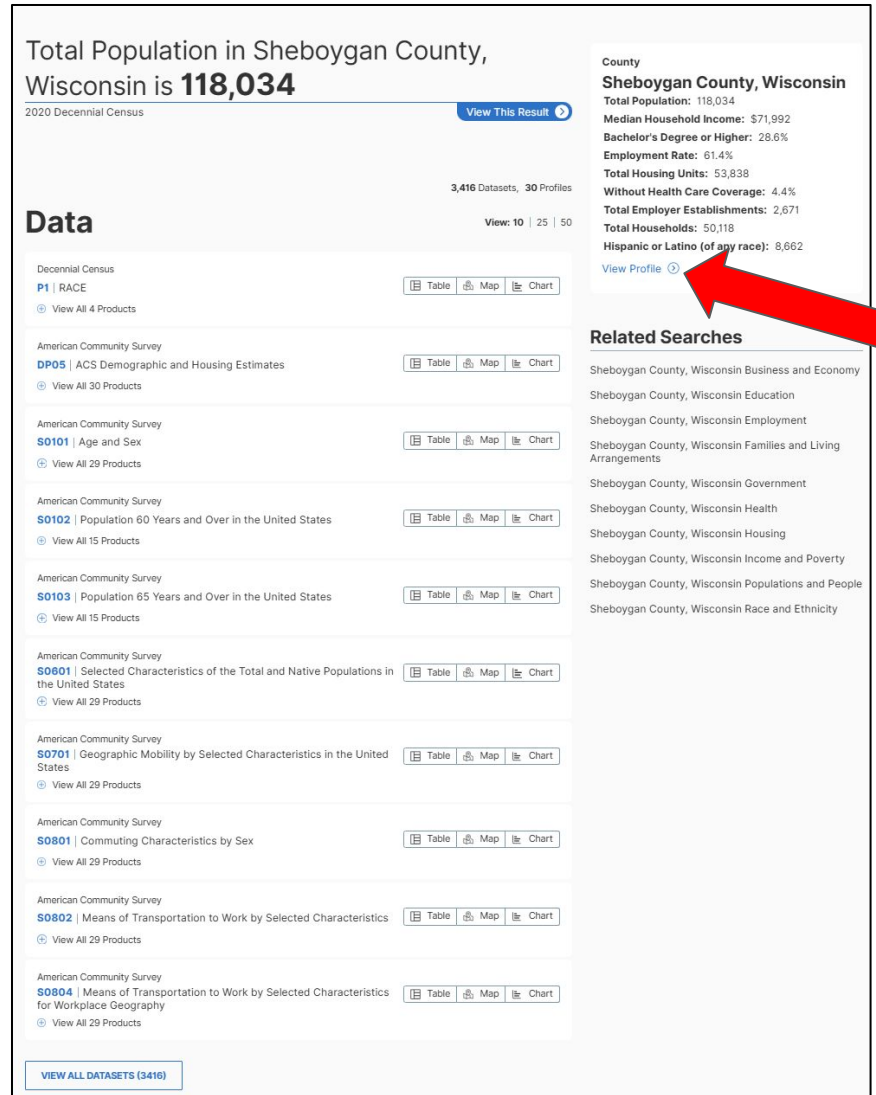 Total Population in Sheboygan County,
Wisconsin is 118,034
2020 Decennial Census
View This Result
3,416 Datasets, 30 Profiles
Data
View: 10 | 25 | 50
Decennial Census
P1 | RACE
Table Map Chart
View All 4 Products
American Community Survey
DP05 | ACS Demographic and Housing Estimates
Table Map Chart
View All 30 Products
American Community Survey
S0101 | Age and Sex
Table Map Chart
View All 29 Products
American Community Survey
S0102 | Population 60 Years and Over in the United States
Table Map Chart
View All 15 Products
American Community Survey
S0103 | Population 65 Years and Over in the United States
Table Map Chart
View All 15 Products
American Community Survey
S0601 | Selected Characteristics of the Total and Native Populations in
the United States
Table Map Chart
View All 29 Products
American Community Survey
S0701 | Geographic Mobility by Selected Characteristics in the United
States
Table Map Chart
View All 29 Products
American Community Survey
S0801 | Commuting Characteristics by Sex
Table Map Chart
View All 29 Products
American Community Survey
S0802 | Means of Transportation to Work by Selected Characteristics
Table Map Chart
View All 29 Products
American Community Survey
S0804 | Means of Transportation to Work by Selected Characteristics
for Workplace Geography
Table Map Chart
View All 29 Products
VIEW ALL DATASETS (3416)
County
Sheboygan County, Wisconsin
Total Population: 118,034
Median Household Income: $71,992
Bachelor's Degree or Higher: 28.6%
Employment Rate: 61.4%
Total Housing Units: 53,838
Without Health Care Coverage: 4.4%
Total Employer Establishments: 2,671
Total Households: 50,118
Hispanic or Latino (of any race): 8,662
View Profile
Related Searches
Sheboygan County, Wisconsin Business and Economy
Sheboygan County, Wisconsin Education
Sheboygan County, Wisconsin Employment
Sheboygan County, Wisconsin Families and Living
Arrangements
Sheboygan County, Wisconsin Government
Sheboygan County, Wisconsin Health
Sheboygan County, Wisconsin Housing
Sheboygan County, Wisconsin Income and Poverty
Sheboygan County, Wisconsin Populations and People
Sheboygan County, Wisconsin Race and Ethnicity